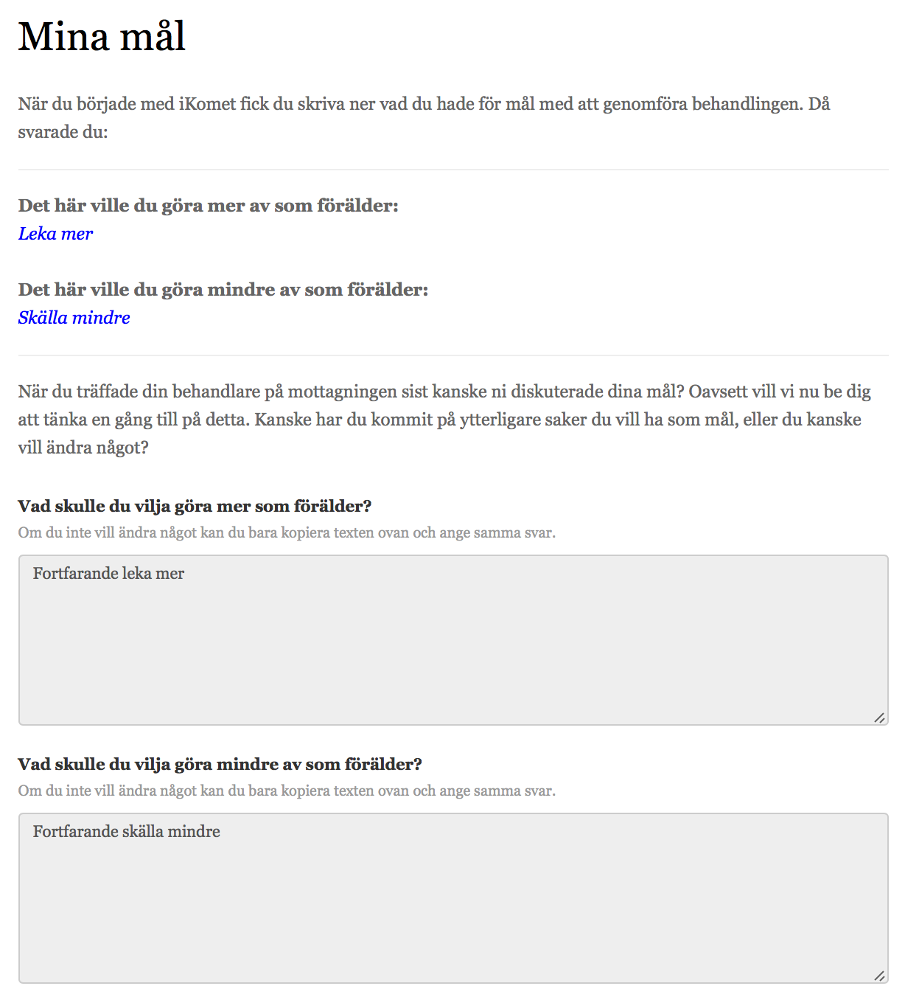 Mina mål
När du började med iKomet fick du skriva ner vad du hade för mål med att genomföra behandlingen. Då
svarade du:
Det här ville du göra mer av som förälder:
Leka mer
Det här ville du göra mindre av som förälder:
Skälla mindre
När du träffade din behandlare på mottagningen sist kanske ni diskuterade dina mål? Oavsett vill vi nu be dig
att tänka en gång till på detta. Kanske har du kommit på ytterligare saker du vill ha som mål, eller du kanske
vill ändra något?
Vad skulle du vilja göra mer som förälder?
Om du inte vill ändra något kan du bara kopiera texten ovan och ange samma svar.
Fortfarande leka mer
Vad skulle du vilja göra mindre av som förälder?
Om du inte vill ändra något kan du bara kopiera texten ovan och ange samma svar.
Fortfarande skälla mindre